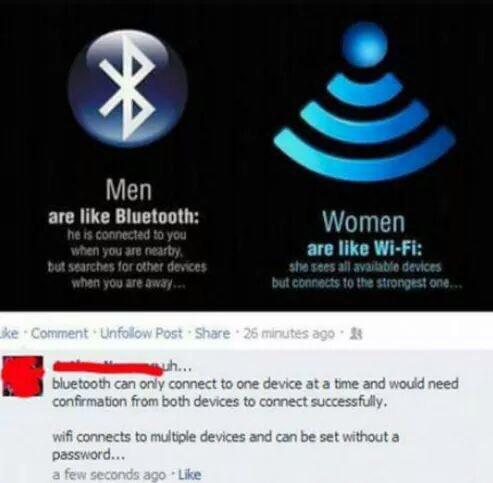 Men
are like Bluetooth:
he is connected to you
when you are nearby,
but searches for other devices
when you are away...
Women
are like Wi-Fi:
she sees all available devices
but connects to the strongest one...
ke · Comment · Unfollow Post · Share · 26 minutes ago ·
uh...
bluetooth can only connect to one device at a time and would need
confirmation from both devices to connect successfully.
wifi connects to multiple devices and can be set without a
password...
a few seconds ago · Like